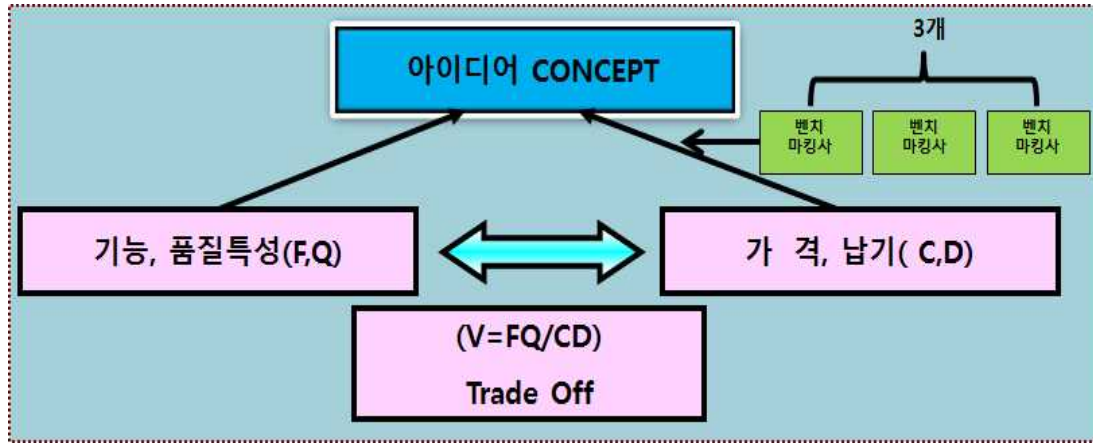 3개
아이디어 CONCEPT
벤치
마킹사
벤치
마킹사
벤치
마킹사
기능, 품질특성(F,Q)
가 격, 납기( C,D)
(V=FQ/CD)
Trade Off